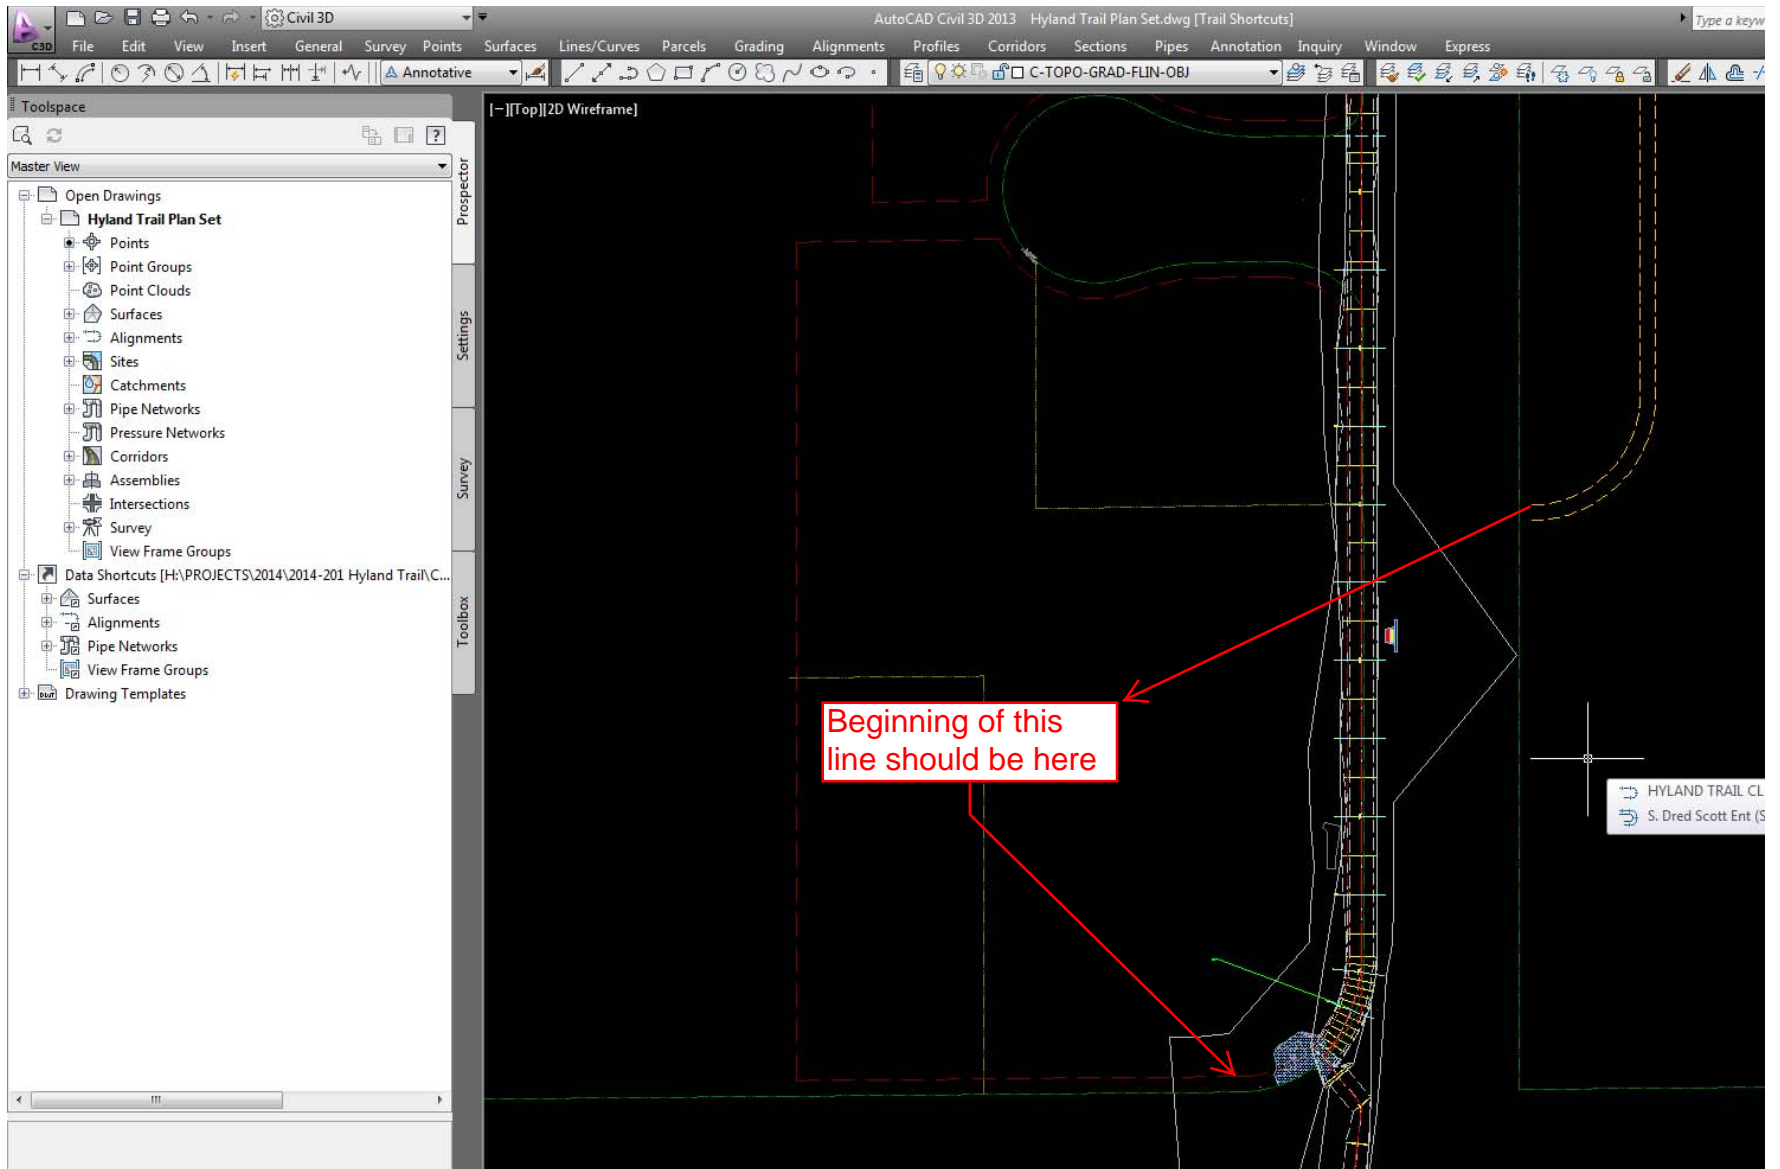 Civil 3D
AutoCAD Civil 3D 2013 Hyland Trail Plan Set.dwg [Trail Shortcuts]
Type a keyw
C3D
File Edit View Insert General Survey Points Surfaces Lines/Curves Parcels Grading Alignments Profiles Corridors Sections Pipes Annotation Inquiry Window Express
Annotative
C-TOPO-GRAD-FLIN-OBJ
Toolspace
Master View
Open Drawings
Hyland Trail Plan Set
Points
Point Groups
Point Clouds
Surfaces
Alignments
Sites
Catchments
Pipe Networks
Pressure Networks
Corridors
Assemblies
Intersections
Survey
View Frame Groups
Data Shortcuts [H:\PROJECTS\2014\2014-201 Hyland Trail\C...
Surfaces
Alignments
Pipe Networks
View Frame Groups
Drawing Templates
Prospector
Settings
Survey
Toolbox
[−][Top][2D Wireframe]
Beginning of this
line should be here
HYLAND TRAIL CL
S. Dred Scott Ent (S